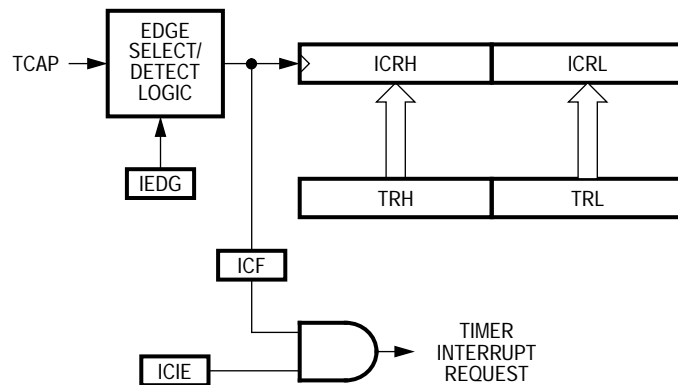 EDGE
SELECT/
DETECT
LOGIC
TCAP
ICRH
ICRL
IEDG
TRH
TRL
ICF
ICIE
TIMER
INTERRUPT
REQUEST